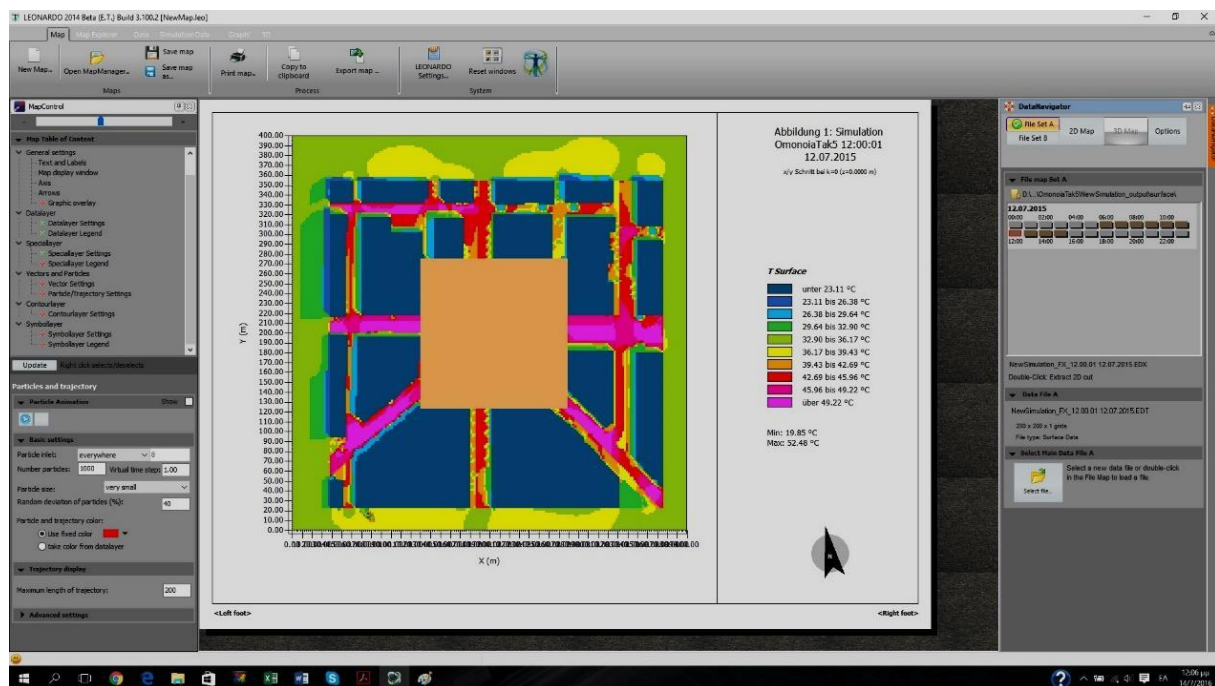 LEONARDO 2014 Beta (E.T.) Build 3.100.2 [NewMap.leo]
Map Map Explorer Data Simulation Data Graphs 3D
New Map..
Open MapManager..
Save map
Save map as..
Maps
Print map..
Copy to clipboard
Export map ..
Process
LEONARDO Settings...
Reset windows
System
MapControl
Map Table of Content
General settings
Text and Labels
Map display window
Axis
Arrows
Graphic overlay
Datalayer
Datalayer Settings
Datalayer Legend
Speciallayer
Speciallayer Settings
Speciallayer Legend
Vectors and Particles
Vector Settings
Particle/Trajectory Settings
Contourlayer
Contourlayer Settings
Symbollayer
Symbollayer Settings
Symbollayer Legend
Update Right click selects/deselects
Particles and trajectory
Particle Animation Show
Basic settings
Particle inlet: everywhere 0
Number particles: 1000 Virtual time step: 1.00
Particle size: very small
Random deviation of particles (%): 40
Particle and trajectory color:
Use fixed color
take color from datalayer
Trajectory display
Maximum length of trajectory: 200
Advanced settings
400.00
390.00
380.00
370.00
360.00
350.00
340.00
330.00
320.00
310.00
300.00
290.00
280.00
270.00
260.00
250.00
240.00
230.00
220.00
210.00
200.00
190.00
180.00
170.00
160.00
150.00
140.00
130.00
120.00
110.00
100.00
90.00
80.00
70.00
60.00
50.00
40.00
30.00
20.00
10.00
0.00
Y (m)
X (m)
<Left foot>
<Right foot>
Abbildung 1: Simulation
OmonoiaTak5 12:00:01
12.07.2015
x/y Schnitt bei k=0 (z=0.0000 m)
T Surface
unter 23.11 °C
23.11 bis 26.38 °C
26.38 bis 29.64 °C
29.64 bis 32.90 °C
32.90 bis 36.17 °C
36.17 bis 39.43 °C
39.43 bis 42.69 °C
42.69 bis 45.96 °C
45.96 bis 49.22 °C
über 49.22 °C
Min: 19.85 °C
Max: 52.48 °C
N
DataNavigator
File Set A
File Set B
2D Map
3D Map
Options
File map Set A
D:\...\OmonoiaTak5\NewSimulation_output\surface\
12.07.2015
00:00 02:00 04:00 06:00 08:00 10:00
12:00 14:00 16:00 18:00 20:00 22:00
NewSimulation_FX_12.00.01 12.07.2015.EDX
Double-Click: Extract 2D cut
Data File A
NewSimulation_FX_12.00.01 12.07.2015.EDT
200 x 200 x 1 grids
File type: Surface Data
Select Main Data File A
Select file..
Select a new data file or double-click
in the File Map to load a file.
12:06 μμ
14/7/2016